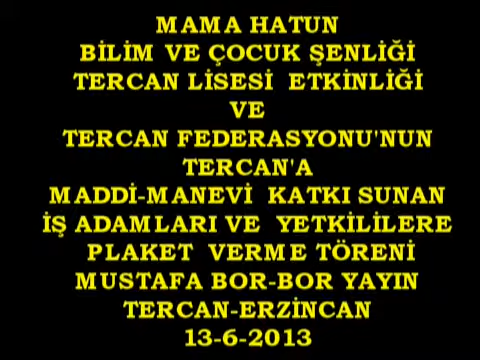 MAMA HATUN
BİLİM VE ÇOCUK ŞENLİĞİ
TERCAN LİSESİ ETKİNLİĞİ
VE
TERCAN FEDERASYONU'NUN
TERCAN'A
MADDİ-MANEVİ KATKI SUNAN
İŞ ADAMLARI VE YETKİLİLERE
PLAKET VERME TÖRENİ
MUSTAFA BOR-BOR YAYIN
TERCAN-ERZİNCAN
13-6-2013